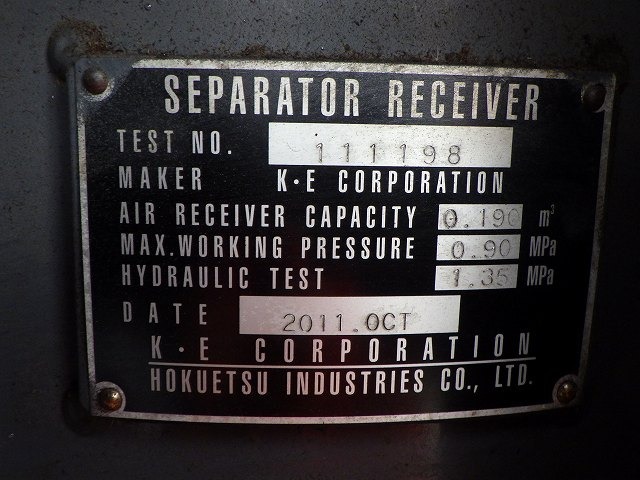 SEPARATOR RECEIVER
TEST NO. 111198
MAKER K·E CORPORATION
AIR RECEIVER CAPACITY 0.190 m³
MAX.WORKING PRESSURE 0.90 MPa
HYDRAULIC TEST 1.35 MPa
DATE 2011.OCT
K·E CORPORATION
HOKUETSU INDUSTRIES CO., LTD.